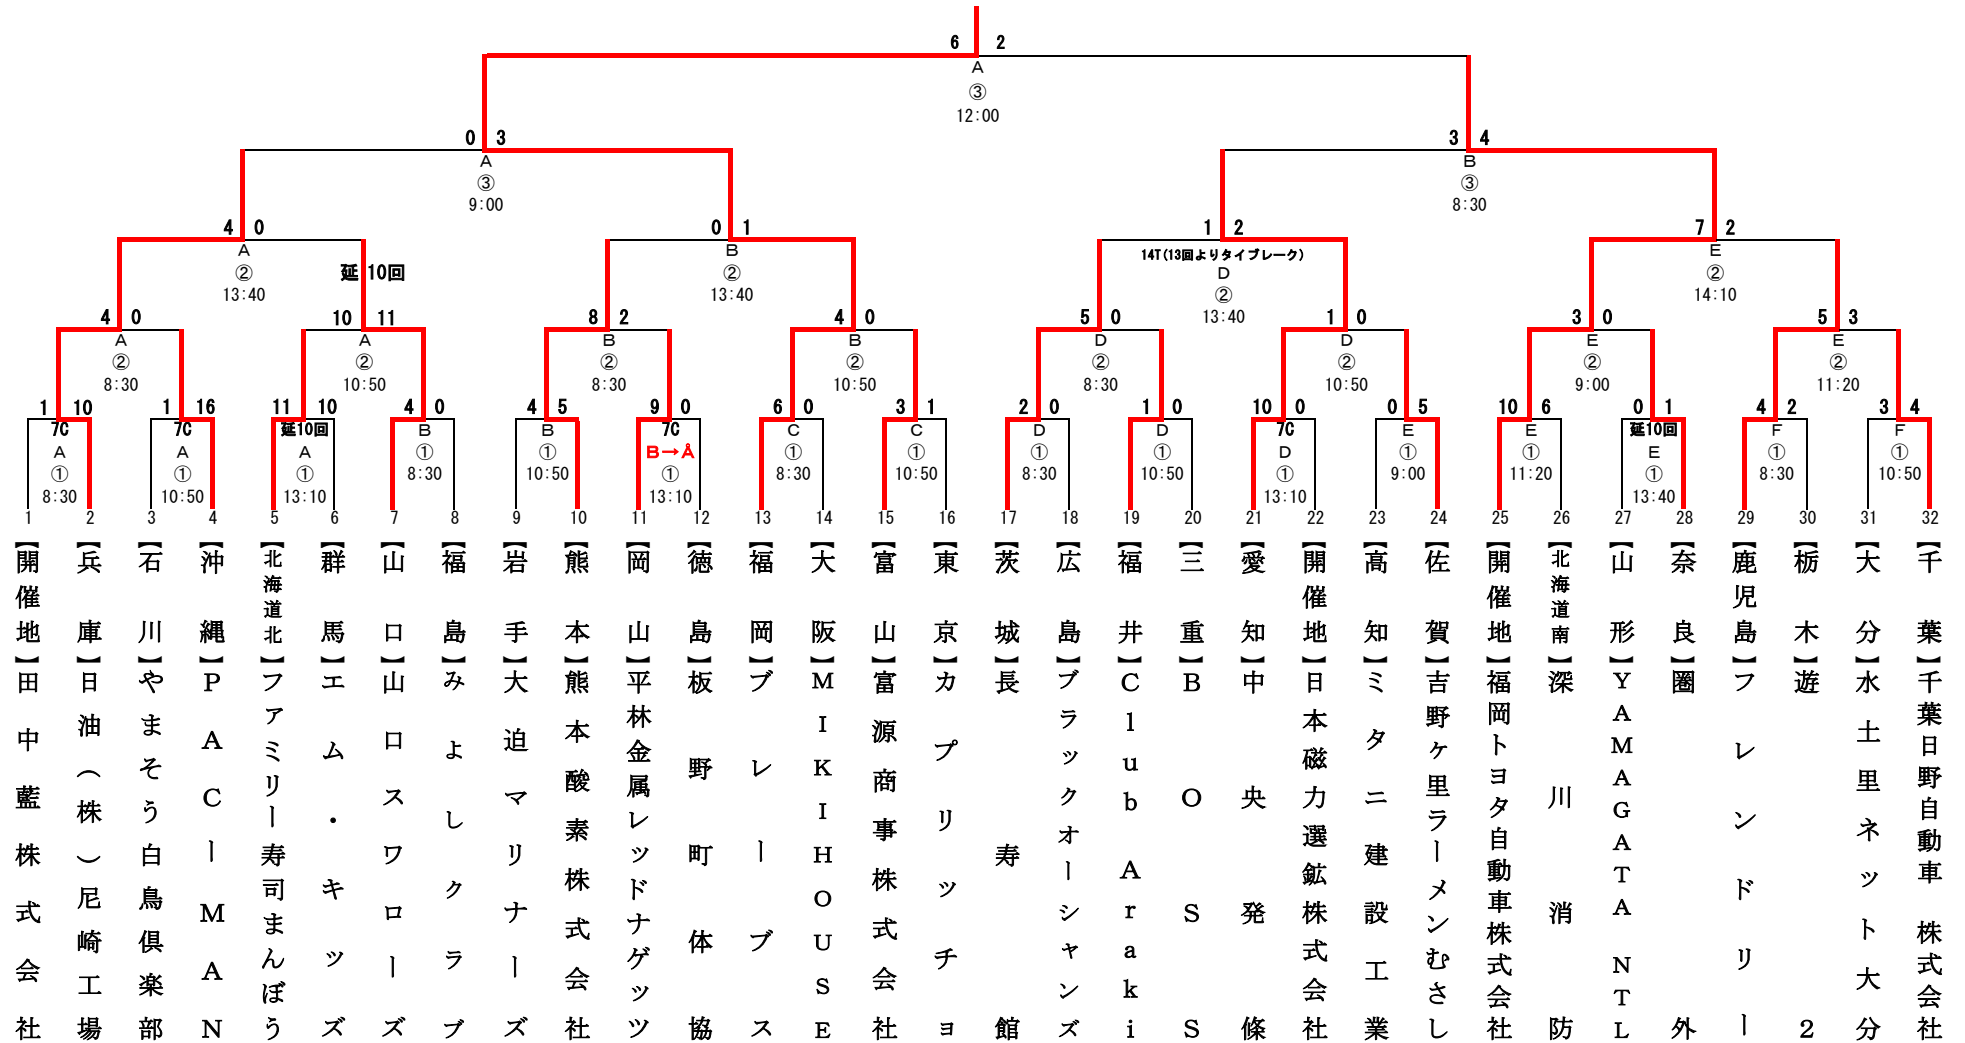 6 2
A
③
12:00
0 3
A
③
9:00
3 4
B
③
8:30
4 0
A
②
13:40
0 1
B
②
13:40
1 2
14T(13回よりタイブレーク)
D
②
13:40
7 2
E
②
14:10
4 0
A
②
8:30
延10回
10 11
A
②
10:50
8 2
B
②
8:30
4 0
B
②
10:50
5 0
D
②
8:30
1 0
D
②
10:50
3 0
E
②
9:00
5 3
E
②
11:20
1 10
7C
A
①
8:30
1 16
7C
A
①
10:50
11 10
延10回
A
①
13:10
4 0
B
①
8:30
4 5
B
①
10:50
9 0
7C
B→A
①
13:10
6 0
C
①
8:30
3 1
C
①
10:50
2 0
D
①
8:30
1 0
D
①
10:50
10 0
7C
D
①
13:10
0 5
E
①
9:00
10 6
E
①
11:20
0 1
延10回
E
①
13:40
4 2
F
①
8:30
3 4
F
①
10:50
1 2 3 4 5 6 7 8 9 10 11 12 13 14 15 16 17 18 19 20 21 22 23 24 25 26 27 28 29 30 31 32
【開催地】田中藍株式会社
【兵庫】日油(株)尼崎工場
【石川】やまそう白鳥倶楽部
【沖縄】PACーMAN
【北海道北】ファミリー寿司まんぼう
【群馬】エム・キッズ
【山口】山口スワローズ
【福島】みよしクラブ
【岩手】大迫マリナーズ
【熊本】熊本酸素株式会社
【岡山】平林金属レッドナゲッツ
【徳島】板野町体協
【福岡】ブレーブス
【大阪】MIKIHOUSE
【富山】富源商事株式会社
【東京】カプリッチョ
【茨城】長寿館
【広島】ブラックオーシャンズ
【福井】Club Araki
【三重】BOSS
【愛知】中央発條
【開催地】日本磁力選鉱株式会社
【高知】ミタニ建設工業
【佐賀】吉野ヶ里ラーメンむさし
【開催地】福岡トヨタ自動車株式会社
【北海道南】深川消防
【山形】YAMAGATA NTL
【奈良】圏外
【鹿児島】フレンドリー
【栃木】遊2
【大分】水土里ネット大分
【千葉】千葉日野自動車 株式会社